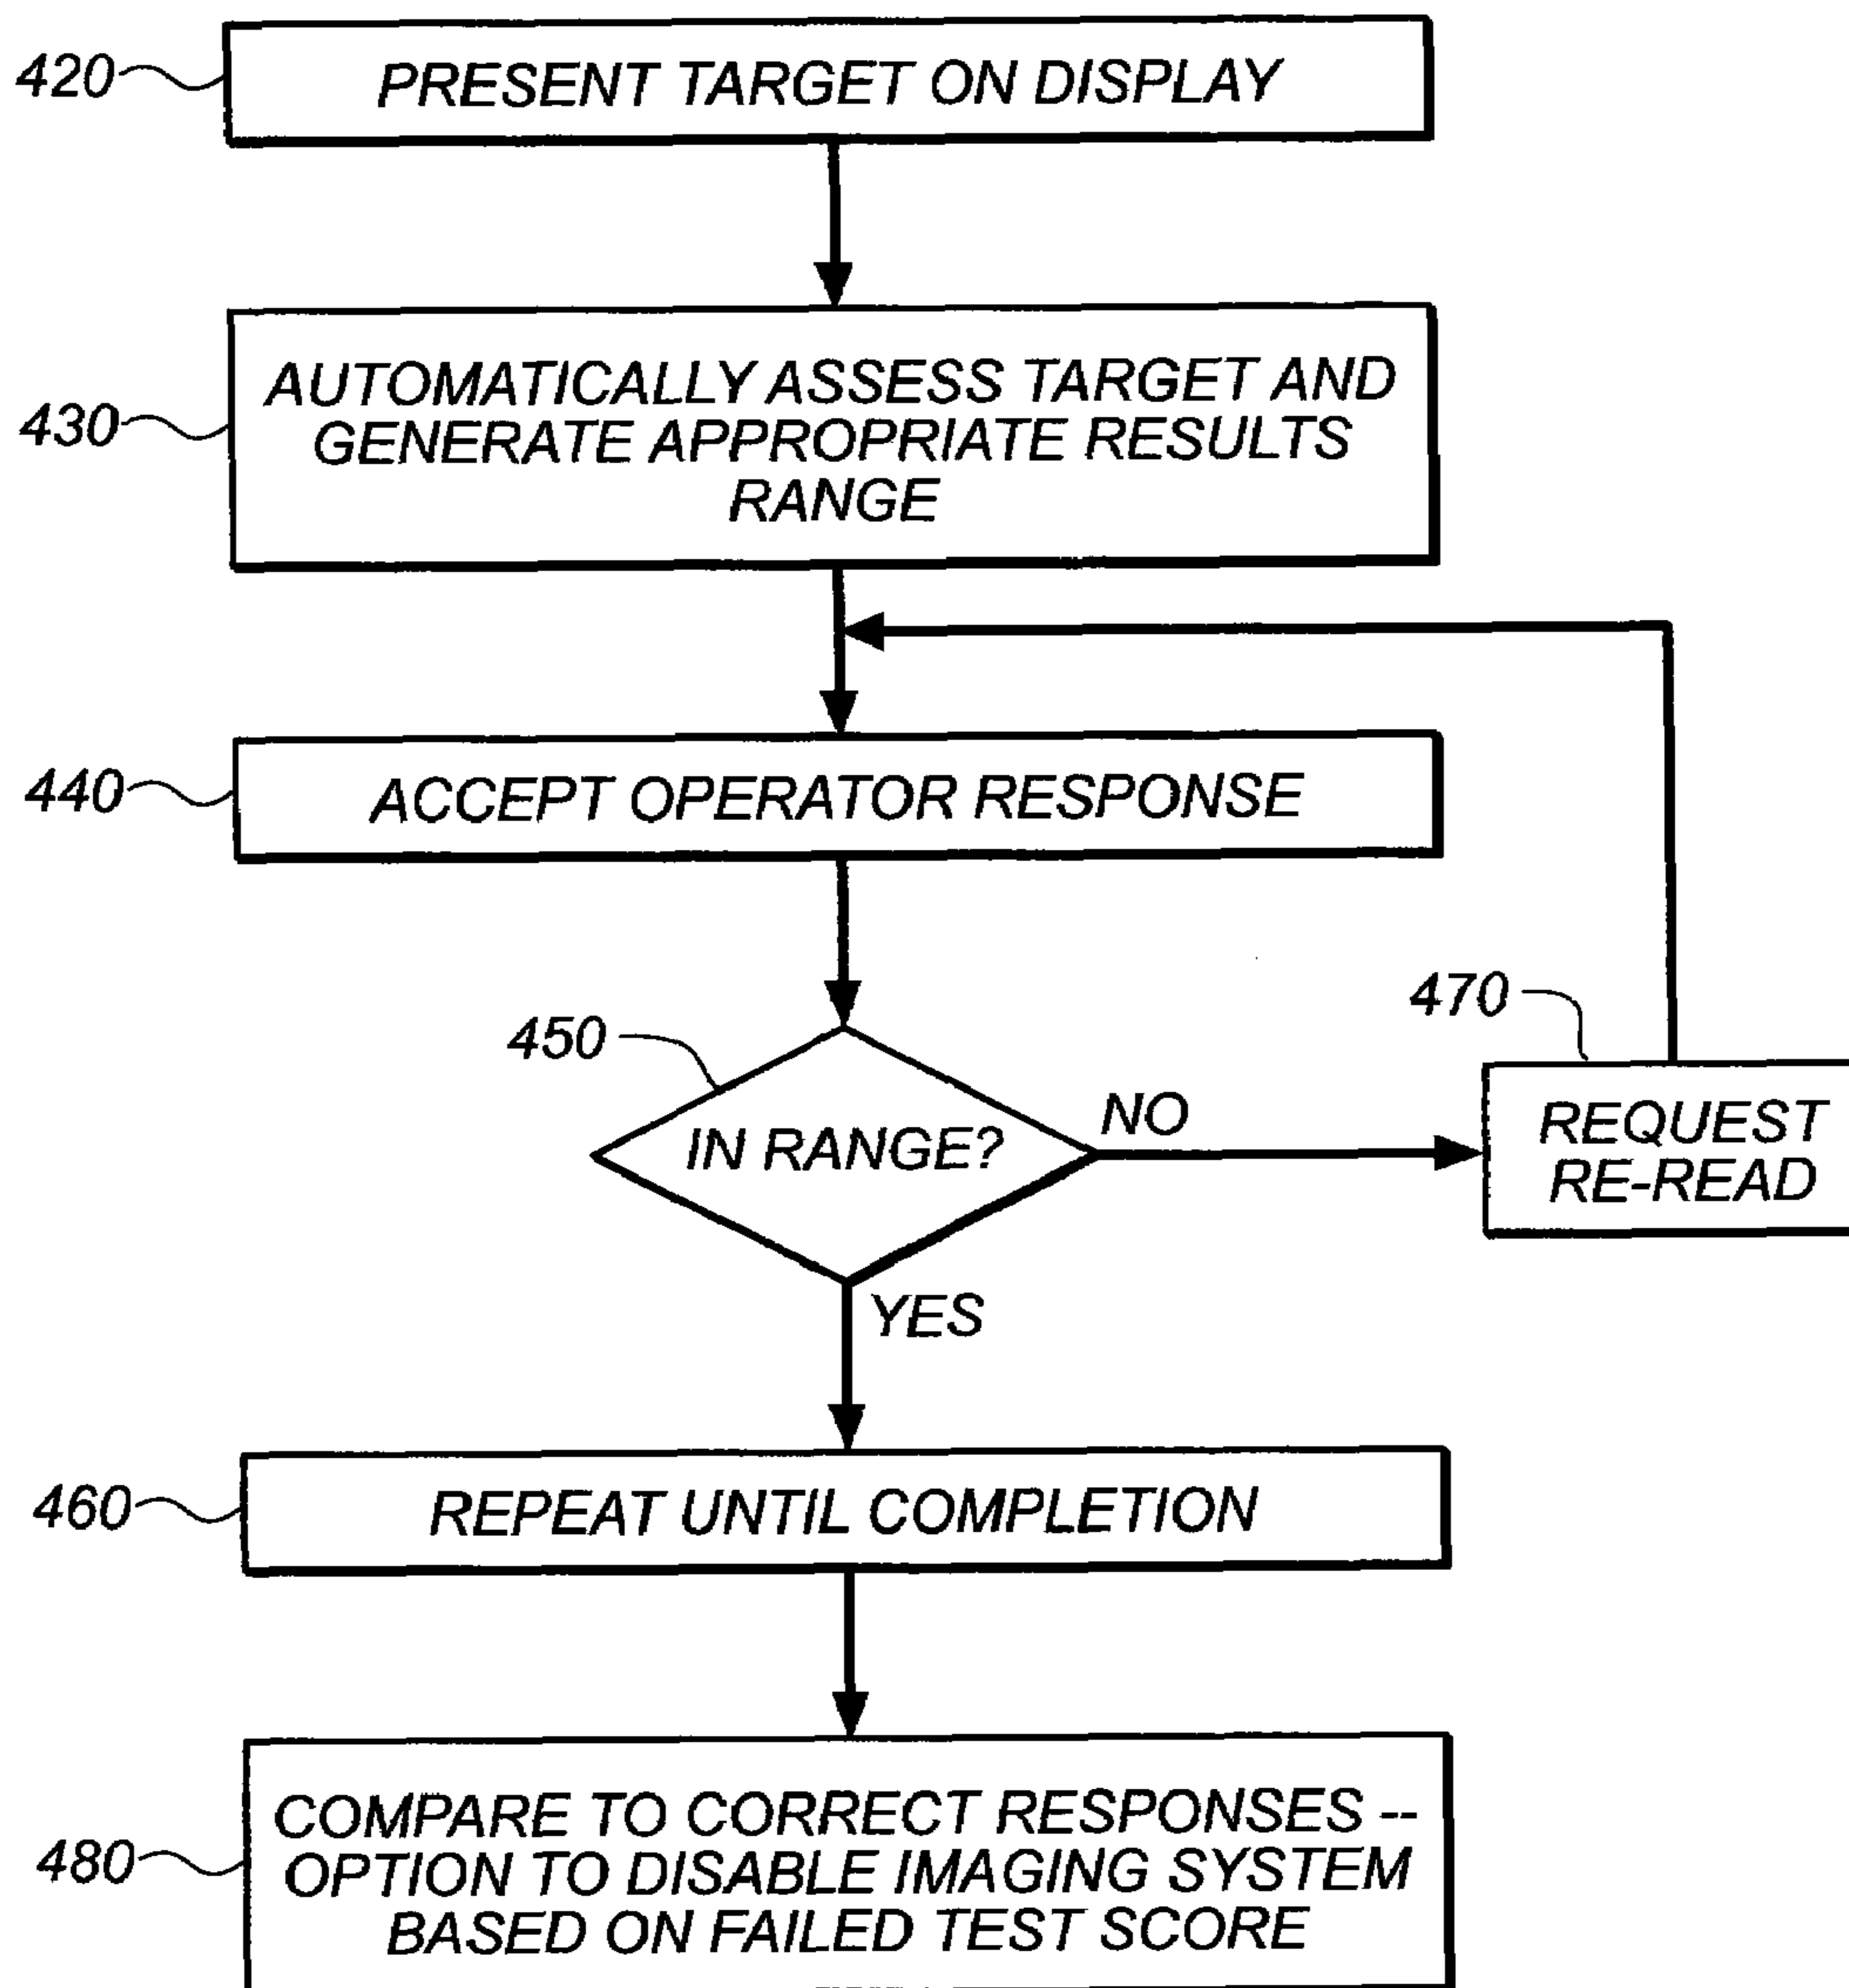 420
PRESENT TARGET ON DISPLAY
430
AUTOMATICALLY ASSESS TARGET AND
GENERATE APPROPRIATE RESULTS
RANGE
440
ACCEPT OPERATOR RESPONSE
450
IN RANGE?
NO
470
REQUEST
RE-READ
YES
460
REPEAT UNTIL COMPLETION
480
COMPARE TO CORRECT RESPONSES --
OPTION TO DISABLE IMAGING SYSTEM
BASED ON FAILED TEST SCORE